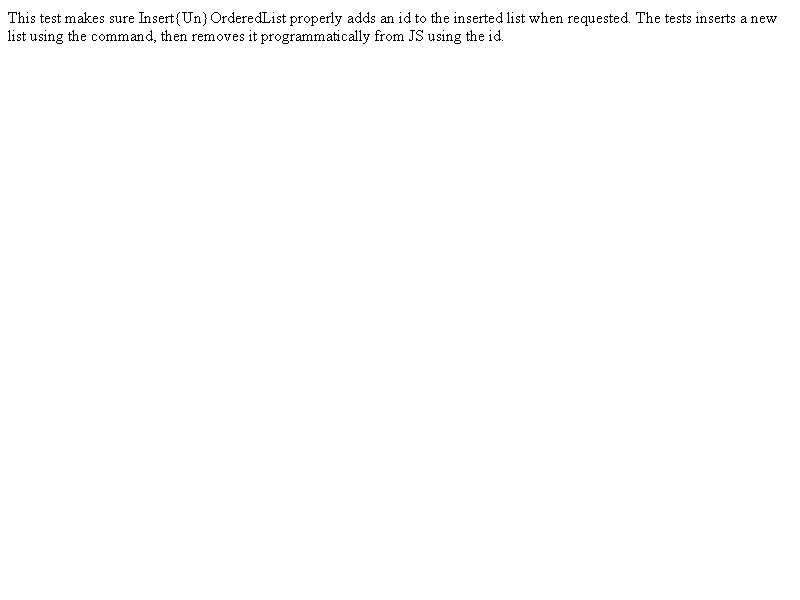 This test makes sure Insert{Un}OrderedList properly adds an id to the inserted list when requested. The tests inserts a new
list using the command, then removes it programmatically from JS using the id.